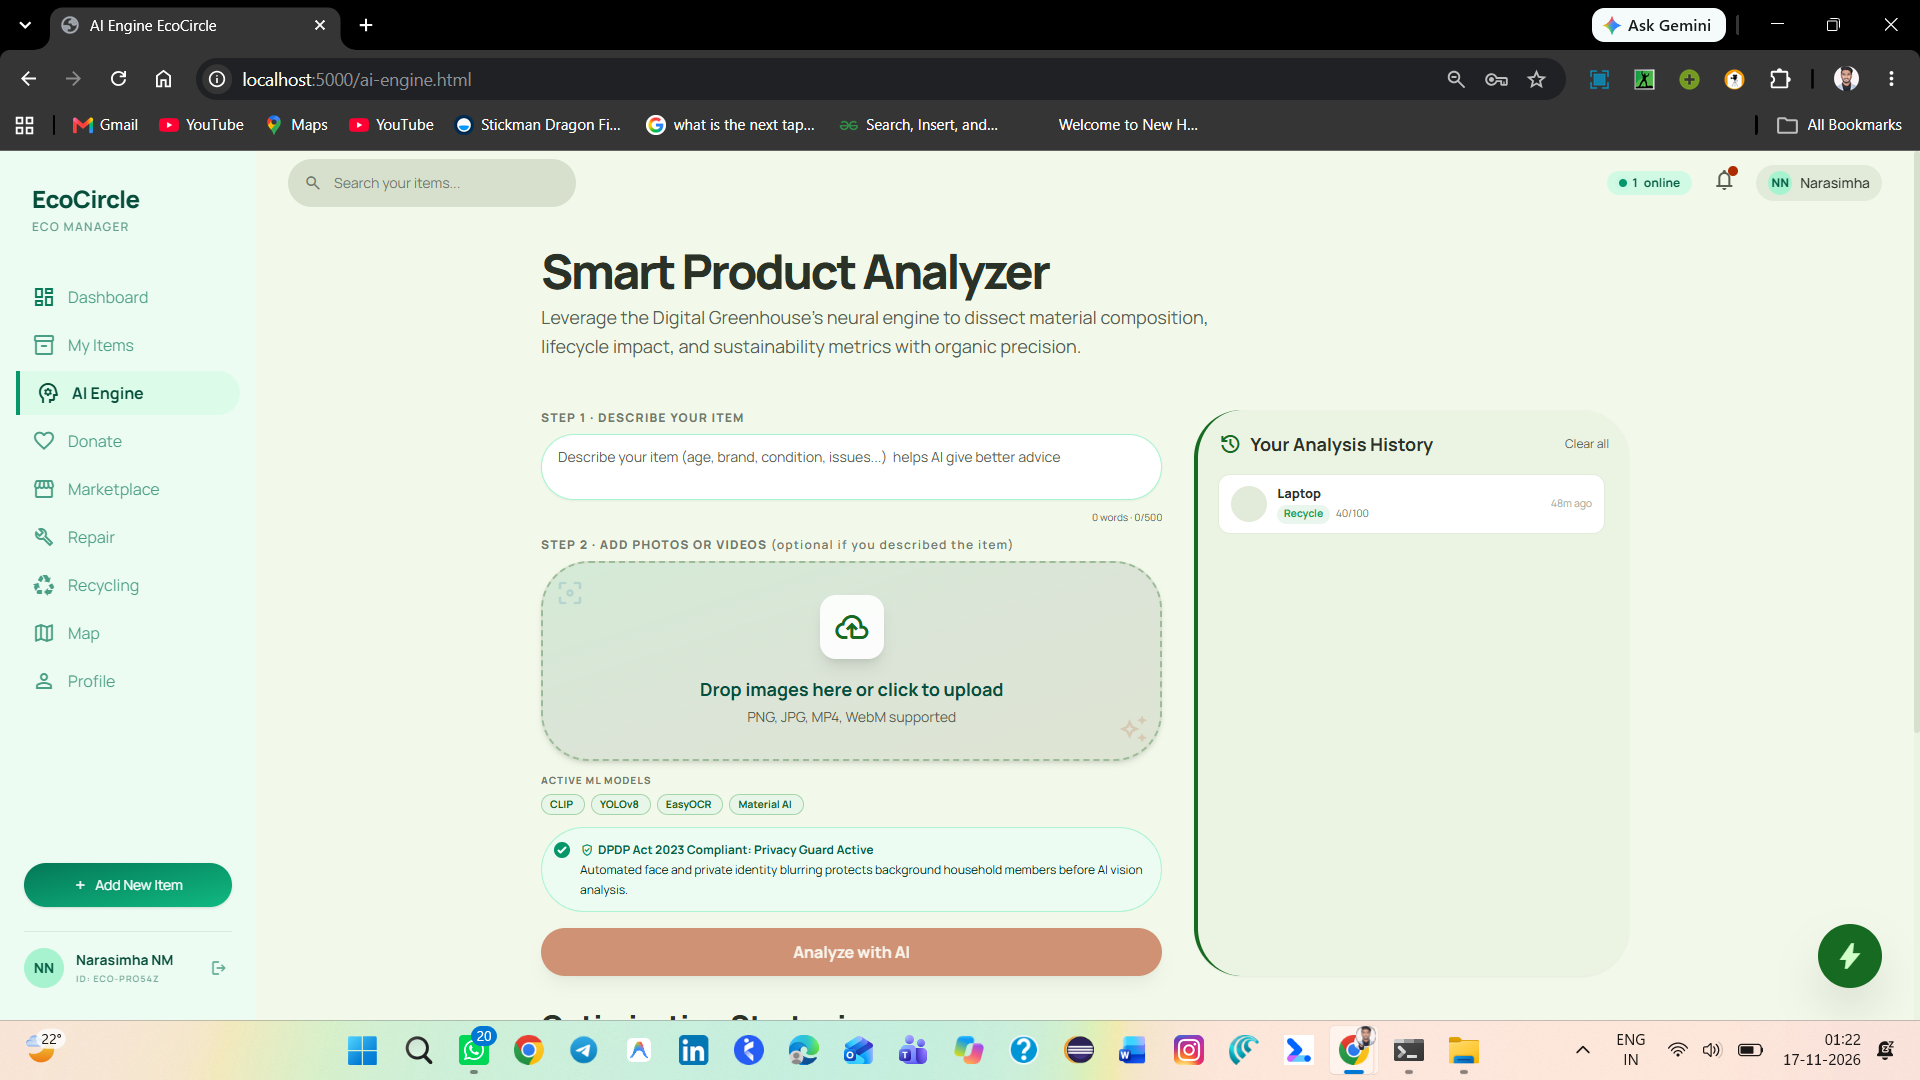 AI Engine EcoCircle
Ask Gemini
localhost:5000/ai-engine.html
Gmail
YouTube
Maps
YouTube
Stickman Dragon Fi...
what is the next tap...
Search, Insert, and...
Welcome to New H...
All Bookmarks
EcoCircle
ECO MANAGER
Search your items...
1 online
NN
Narasimha
Dashboard
My Items
AI Engine
Donate
Marketplace
Repair
Recycling
Map
Profile
+ Add New Item
NN
Narasimha NM
ID: ECO-PRO54Z
Smart Product Analyzer
Leverage the Digital Greenhouse's neural engine to dissect material composition,
lifecycle impact, and sustainability metrics with organic precision.
STEP 1 · DESCRIBE YOUR ITEM
Describe your item (age, brand, condition, issues...) helps AI give better advice
0 words · 0/500
STEP 2 · ADD PHOTOS OR VIDEOS (optional if you described the item)
Drop images here or click to upload
PNG, JPG, MP4, WebM supported
ACTIVE ML MODELS
CLIP
YOLOv8
EasyOCR
Material AI
DPDP Act 2023 Compliant: Privacy Guard Active
Automated face and private identity blurring protects background household members before AI vision
analysis.
Analyze with AI
Your Analysis History
Clear all
Laptop
Recycle
40/100
48m ago
22°
20
ENG
IN
01:22
17-11-2026